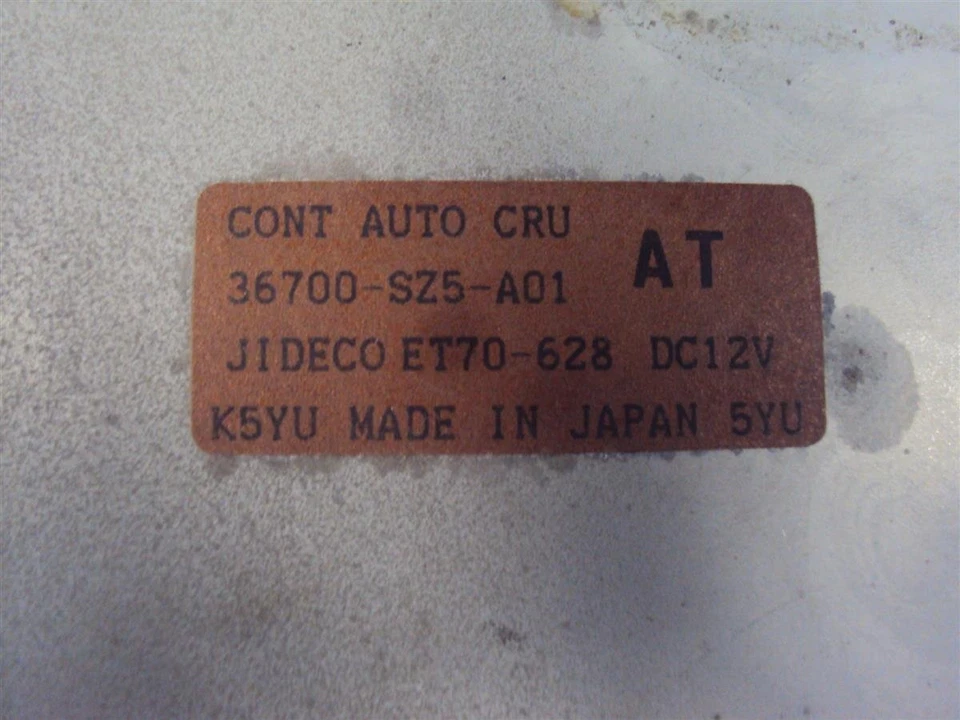 CONT AUTO CRU AT
36700-SZ5-A01
JIDECO ET70-628 DC12V
K5YU MADE IN JAPAN 5YU